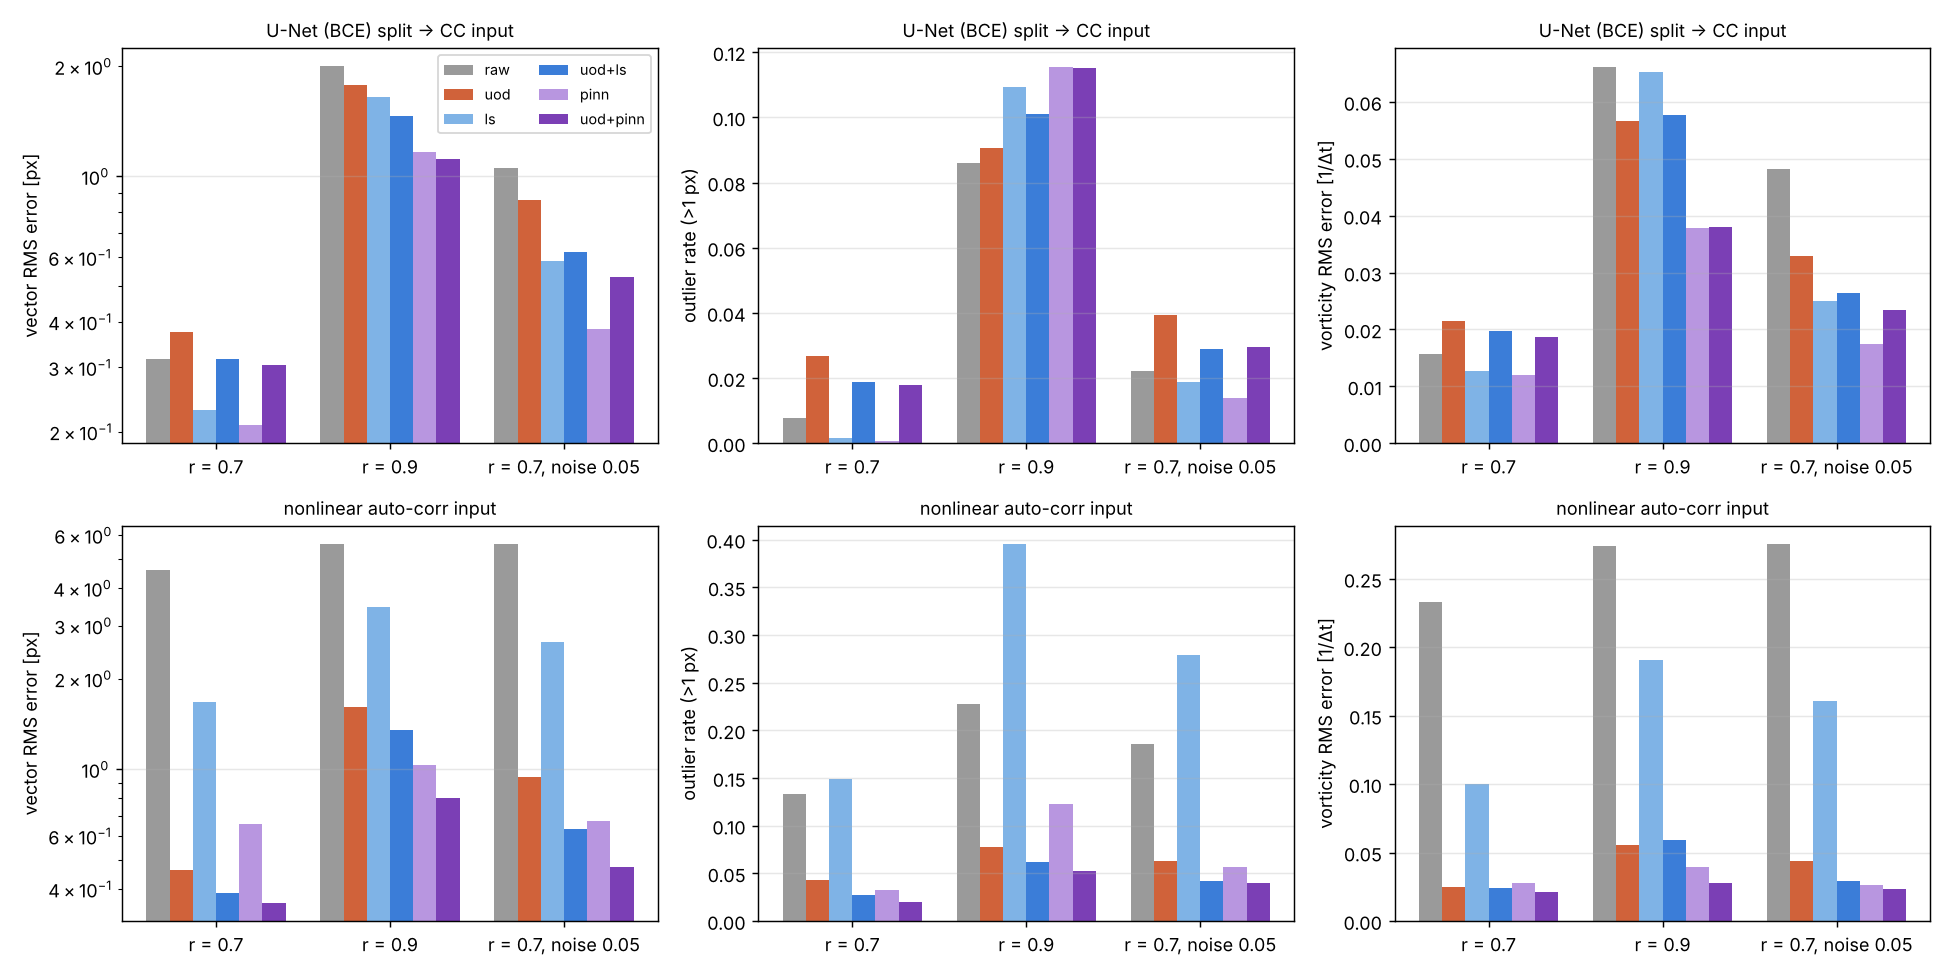 U-Net (BCE) split → CC input
vector RMS error [px]
2 × 10⁰
10⁰
6 × 10⁻¹
4 × 10⁻¹
3 × 10⁻¹
2 × 10⁻¹
raw
uod
ls
uod+ls
pinn
uod+pinn
r = 0.7
r = 0.9
r = 0.7, noise 0.05
U-Net (BCE) split → CC input
outlier rate (>1 px)
0.12
0.10
0.08
0.06
0.04
0.02
0.00
r = 0.7
r = 0.9
r = 0.7, noise 0.05
U-Net (BCE) split → CC input
vorticity RMS error [1/Δt]
0.06
0.05
0.04
0.03
0.02
0.01
0.00
r = 0.7
r = 0.9
r = 0.7, noise 0.05
nonlinear auto-corr input
vector RMS error [px]
6 × 10⁰
4 × 10⁰
3 × 10⁰
2 × 10⁰
10⁰
6 × 10⁻¹
4 × 10⁻¹
r = 0.7
r = 0.9
r = 0.7, noise 0.05
nonlinear auto-corr input
outlier rate (>1 px)
0.40
0.35
0.30
0.25
0.20
0.15
0.10
0.05
0.00
r = 0.7
r = 0.9
r = 0.7, noise 0.05
nonlinear auto-corr input
vorticity RMS error [1/Δt]
0.25
0.20
0.15
0.10
0.05
0.00
r = 0.7
r = 0.9
r = 0.7, noise 0.05